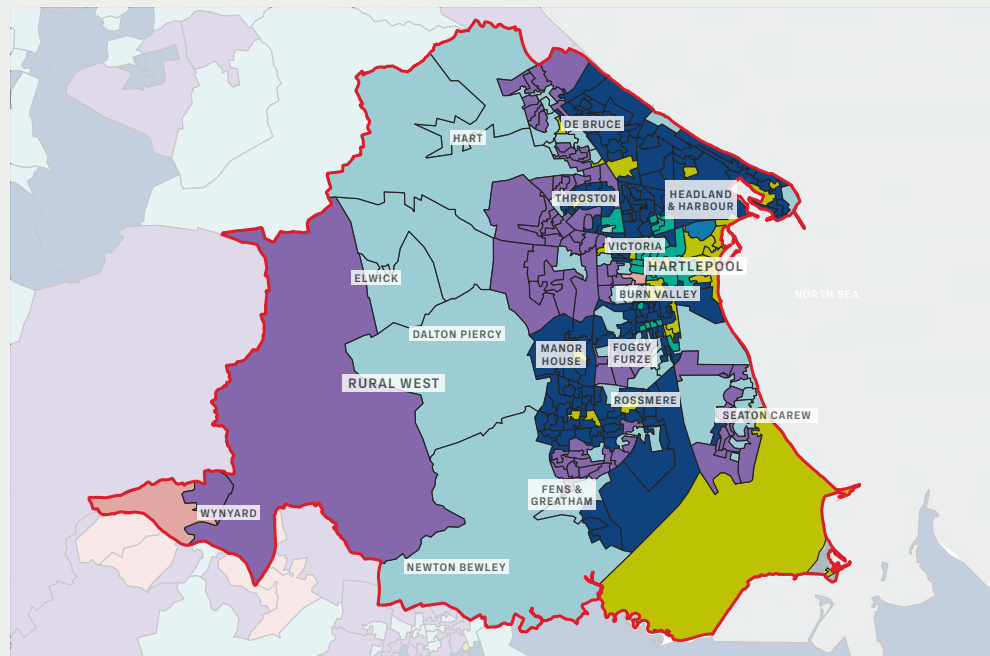 DE BRUCE
HART
THROSTON
HEADLAND
& HARBOUR
VICTORIA
HARTLEPOOL
ELWICK
BURN VALLEY
NORTH SEA
DALTON PIERCY
MANOR
HOUSE
FOGGY
FURZE
RURAL WEST
ROSSMERE
SEATON CAREW
FENS &
GREATHAM
WYNYARD
NEWTON BEWLEY